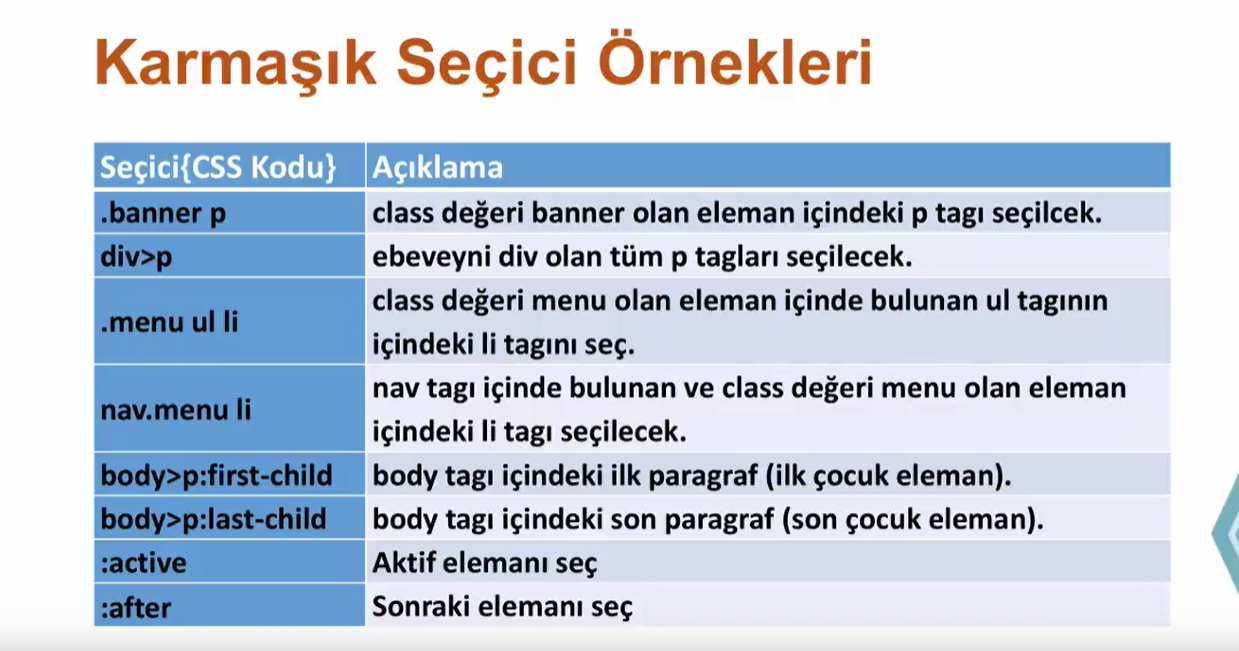 Karmaşık Seçici Örnekleri
Seçici{CSS Kodu} Açıklama
.banner p class değeri banner olan eleman içindeki p tagı seçilcek.
div>p ebeveyni div olan tüm p tagları seçilecek.
.menu ul li class değeri menu olan eleman içinde bulunan ul tagının
içindeki li tagını seç.
nav.menu li nav tagı içinde bulunan ve class değeri menu olan eleman
içindeki li tagı seçilecek.
body>p:first-child body tagı içindeki ilk paragraf (ilk çocuk eleman).
body>p:last-child body tagı içindeki son paragraf (son çocuk eleman).
:active Aktif elemanı seç
:after Sonraki elemanı seç